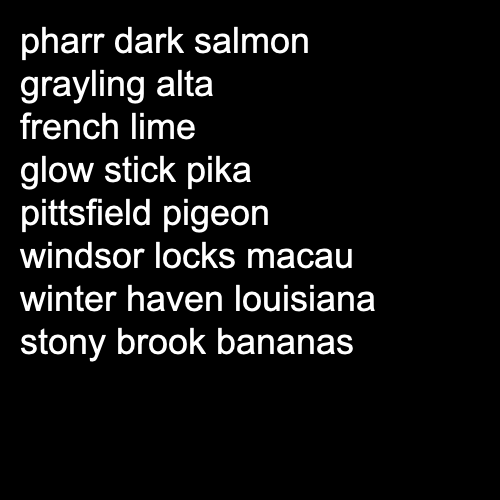 pharr dark salmon
grayling alta
french lime
glow stick pika
pittsfield pigeon
windsor locks macau
winter haven louisiana
stony brook bananas